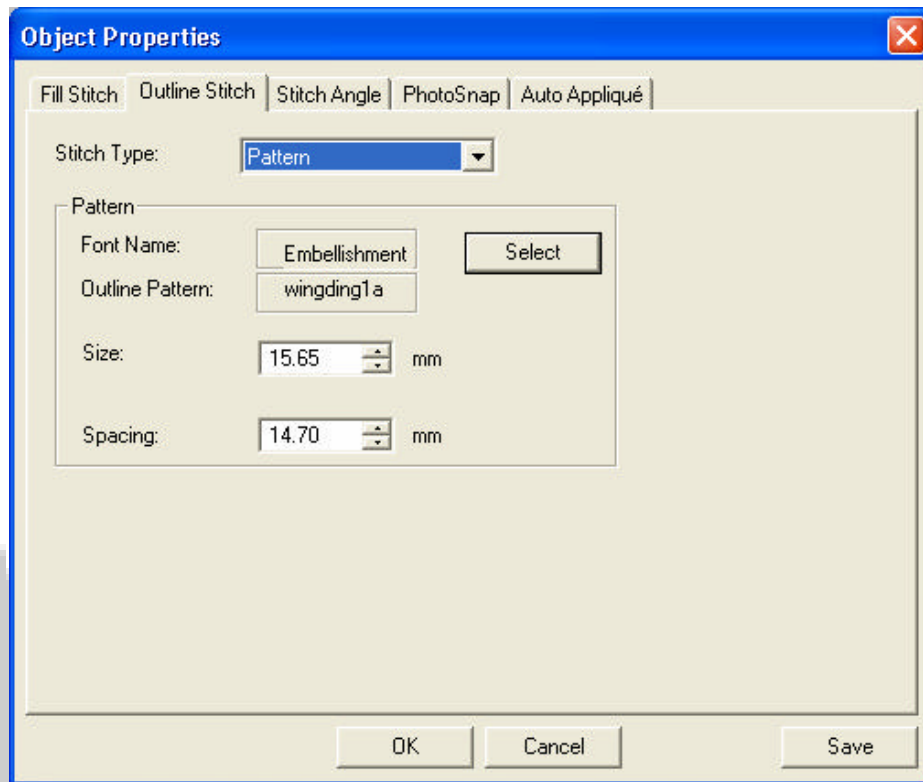 Object Properties
Fill Stitch Outline Stitch Stitch Angle PhotoSnap Auto Appliqué
Stitch Type: Pattern
Pattern
Font Name: Embellishment Select
Outline Pattern: wingding1a
Size: 15.65 mm
Spacing: 14.70 mm
OK Cancel Save